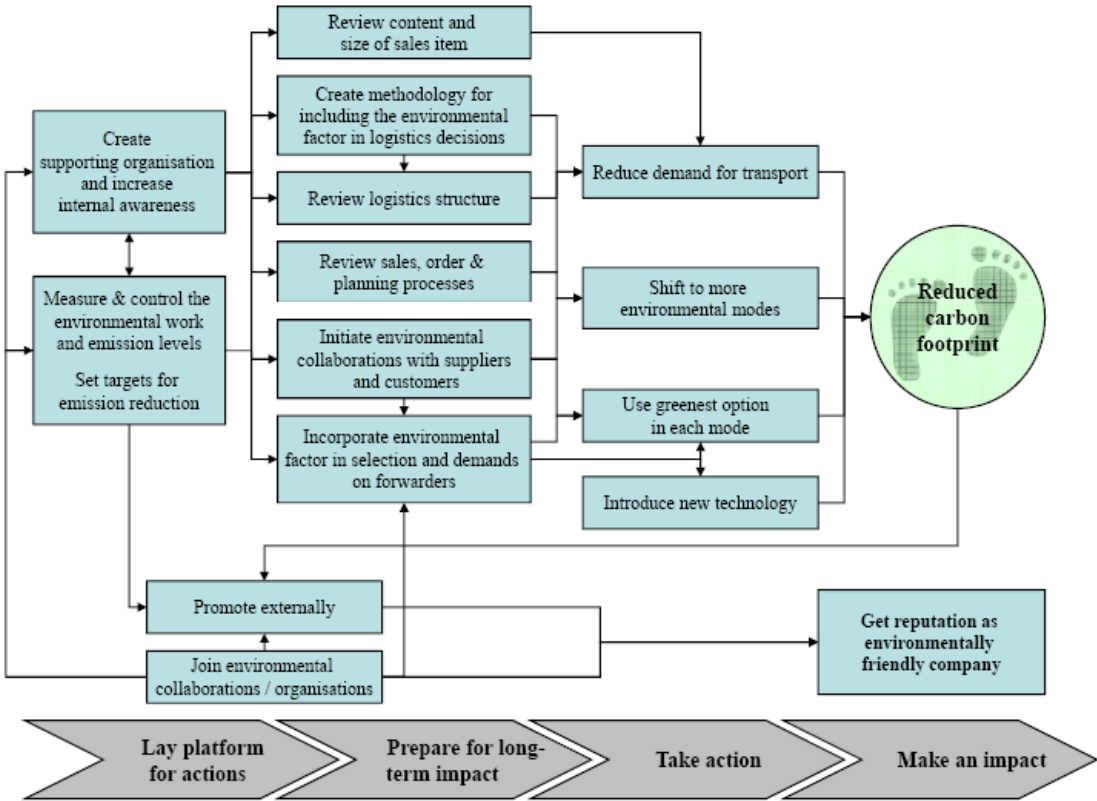 Review content and
size of sales item
Create methodology for
including the environmental
factor in logistics decisions
Create
supporting organisation
and increase
internal awareness
Reduce demand for transport
Review logistics structure
Review sales, order &
planning processes
Measure & control the
environmental work
and emission levels
Set targets for
emission reduction
Shift to more
environmental modes
Reduced
carbon
footprint
Initiate environmental
collaborations with suppliers
and customers
Use greenest option
in each mode
Incorporate environmental
factor in selection and demands
on forwarders
Introduce new technology
Promote externally
Get reputation as
environmentally
friendly company
Join environmental
collaborations / organisations
Lay platform
for actions
Prepare for long-
term impact
Take action
Make an impact